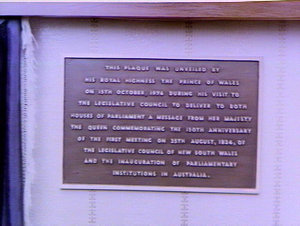 THIS PLAQUE WAS UNVEILED BY
HIS ROYAL HIGHNESS THE PRINCE OF WALES
ON 15TH OCTOBER, 1974 DURING HIS VISIT TO
THE LEGISLATIVE COUNCIL TO DELIVER TO BOTH
HOUSES OF PARLIAMENT A MESSAGE FROM HER MAJESTY
THE QUEEN COMMEMORATING THE 150TH ANNIVERSARY
OF THE FIRST MEETING ON 25TH AUGUST, 1824, OF
THE LEGISLATIVE COUNCIL OF NEW SOUTH WALES
AND THE INAUGURATION OF PARLIAMENTARY
INSTITUTIONS IN AUSTRALIA.